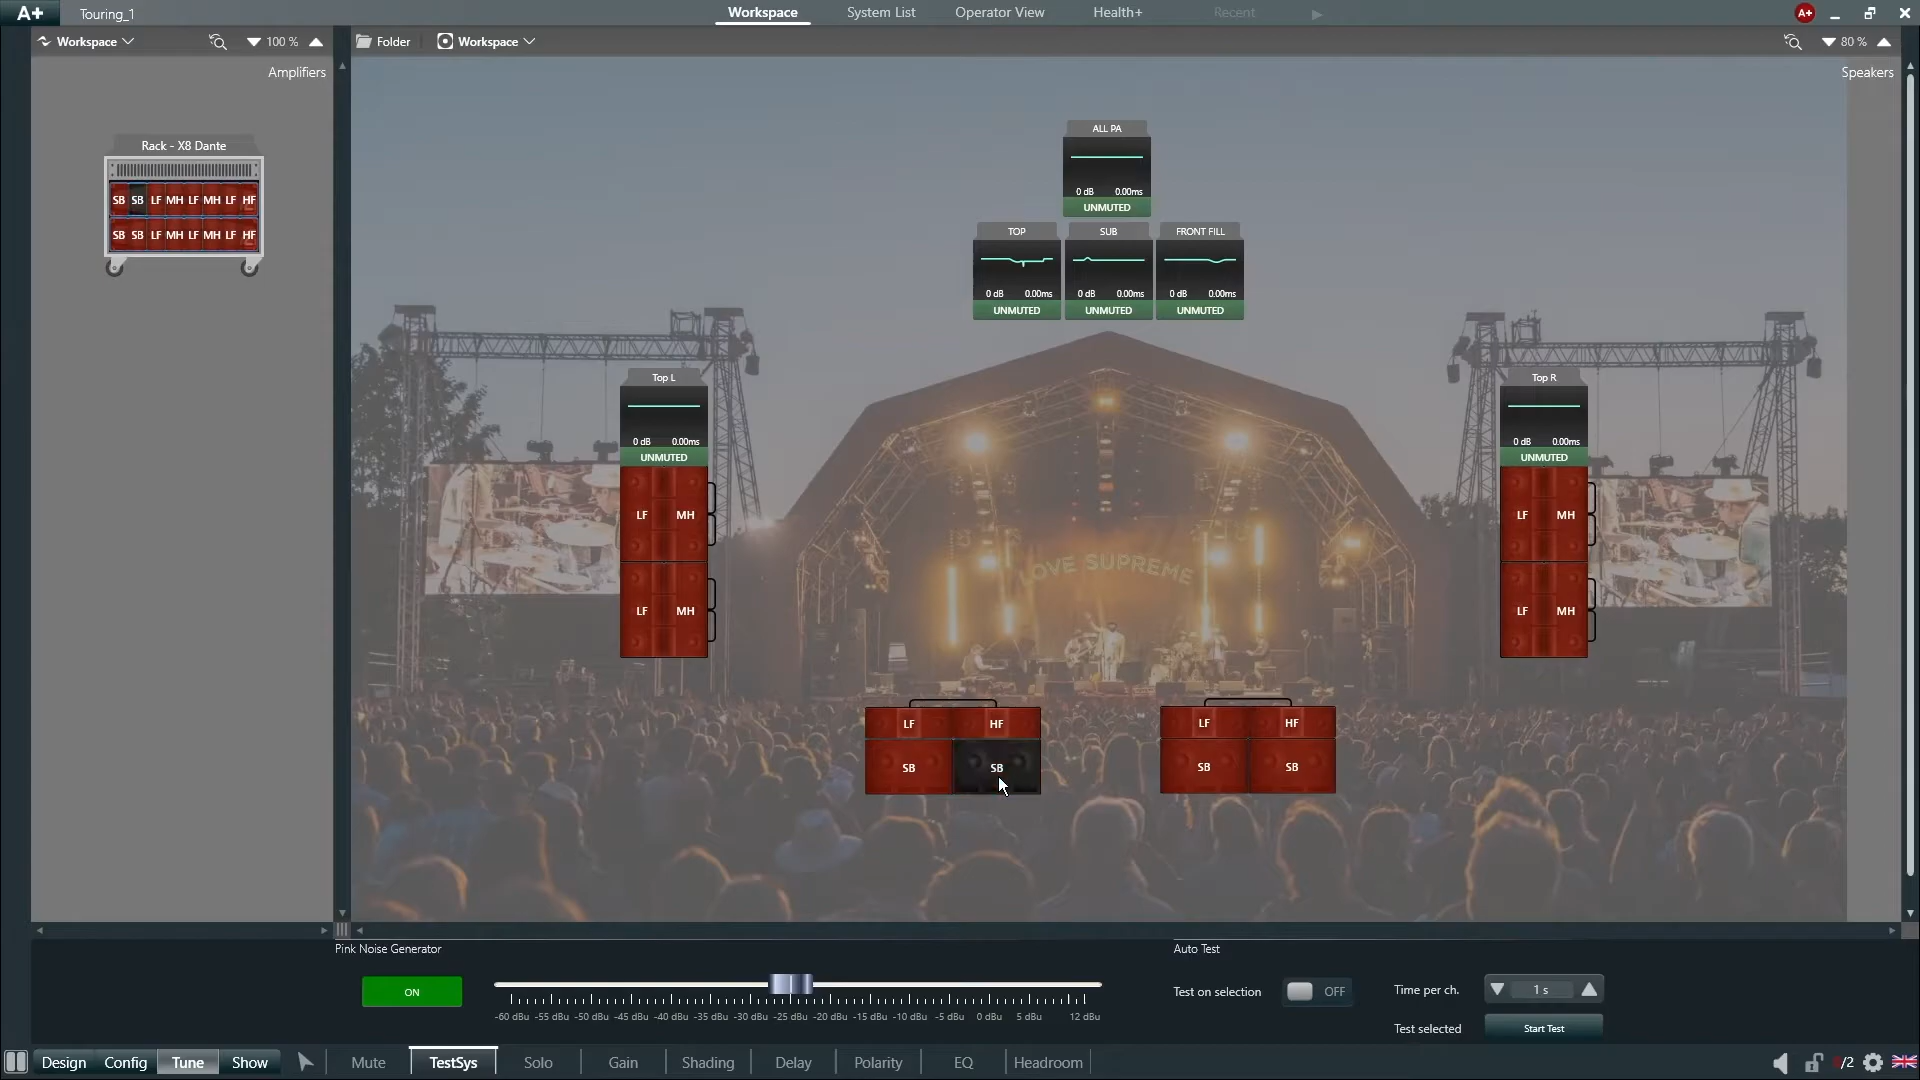 A+ Touring_1 Workspace System List Operator View Health+ Recent A+
Workspace 100 % Folder Workspace 80 %
Amplifiers Speakers
Rack - X8 Dante
SB SB LF MH LF MH LF HF
SB SB LF MH LF MH LF HF
ALL PA
0 dB 0.00ms
UNMUTED
TOP SUB FRONT FILL
0 dB 0.00ms 0 dB 0.00ms 0 dB 0.00ms
UNMUTED UNMUTED UNMUTED
Top L Top R
0 dB 0.00ms 0 dB 0.00ms
UNMUTED UNMUTED
LF MH LF MH
LOVE SUPREME
LF MH LF MH
LF HF LF HF
SB SB SB SB
Pink Noise Generator Auto Test
ON Test on selection OFF Time per ch. 1 s
-60 dBu -55 dBu -50 dBu -45 dBu -40 dBu -35 dBu -30 dBu -25 dBu -20 dBu -15 dBu -10 dBu -5 dBu 0 dBu 5 dBu 12 dBu
Test selected Start Test
Design Config Tune Show Mute TestSys Solo Gain Shading Delay Polarity EQ Headroom /2